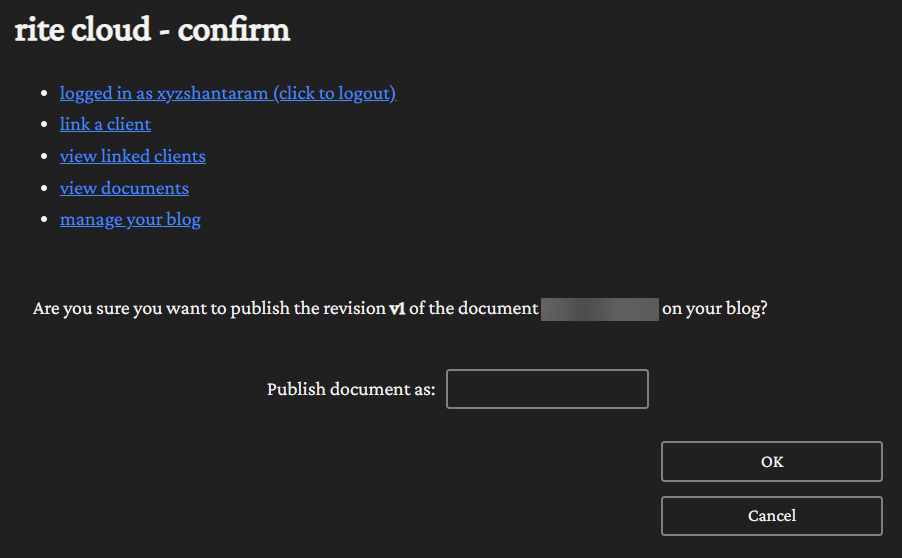 rite cloud - confirm
logged in as xyzshantaram (click to logout)
link a client
view linked clients
view documents
manage your blog
Are you sure you want to publish the revision v1 of the document on your blog?
Publish document as:
OK
Cancel